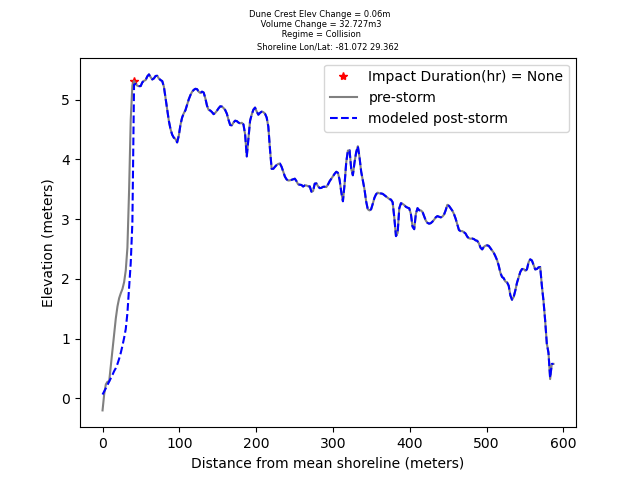 Dune Crest Elev Change = 0.06m
Volume Change = 32.727m3
Regime = Collision
Shoreline Lon/Lat: -81.072 29.362
Impact Duration(hr) = None
pre-storm
modeled post-storm
Elevation (meters)
5
4
3
2
1
0
0 100 200 300 400 500 600
Distance from mean shoreline (meters)